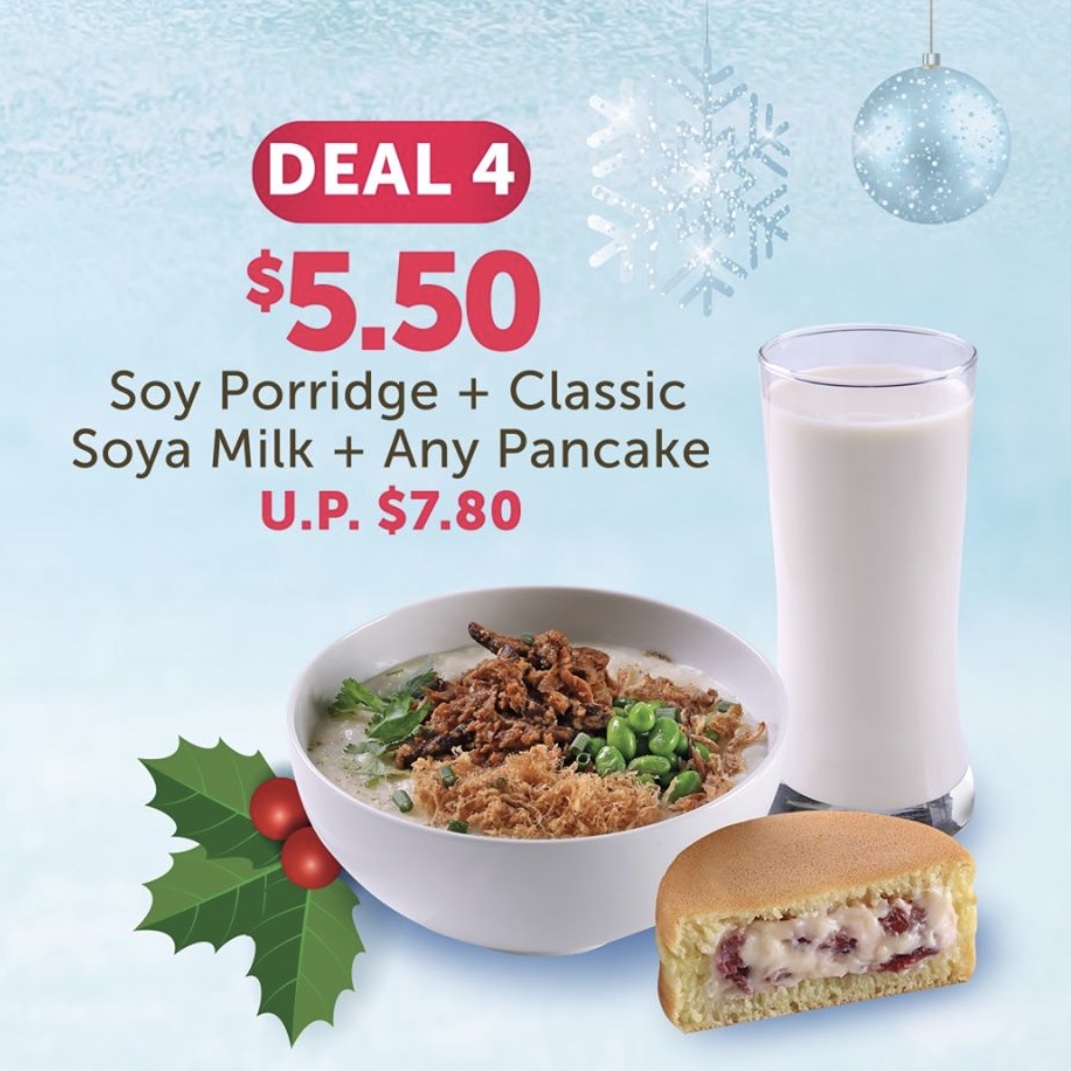 DEAL 4
$5.50
Soy Porridge + Classic
Soya Milk + Any Pancake
U.P. $7.80